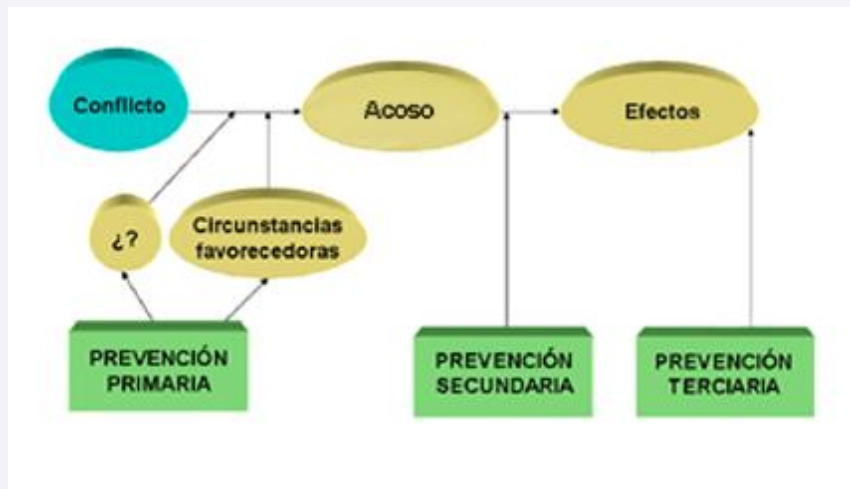 Conflicto
Acoso
Efectos
¿?
Circunstancias
favorecedoras
PREVENCIÓN
PRIMARIA
PREVENCIÓN
SECUNDARIA
PREVENCIÓN
TERCIARIA